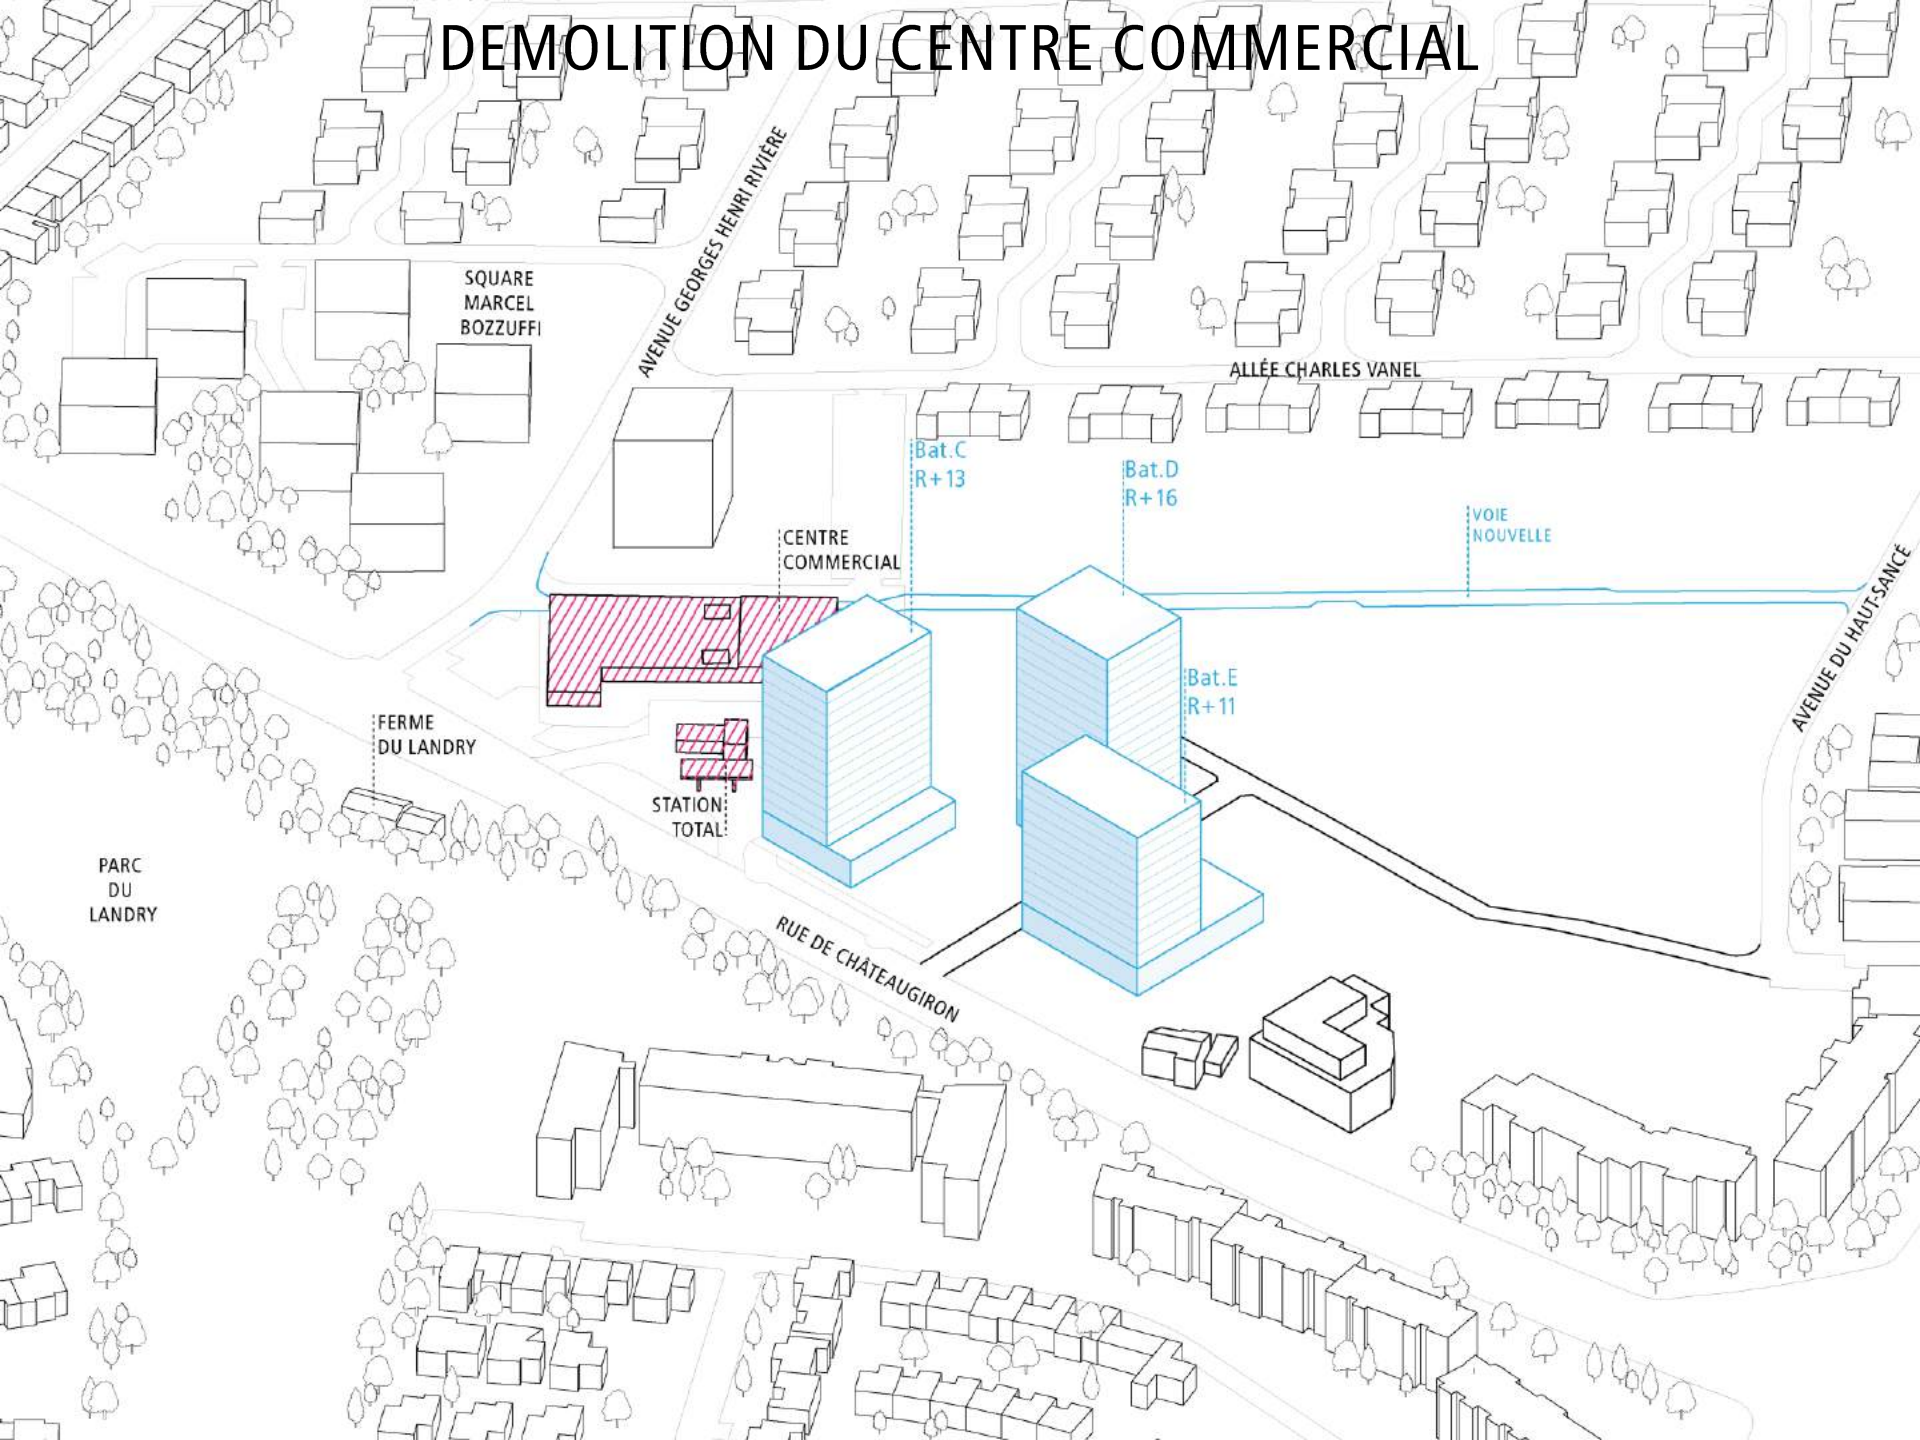 DEMOLITION DU CENTRE COMMERCIAL
AVENUE GEORGES HENRI RIVIÈRE
SQUARE
MARCEL
BOZZUFFI
ALLÉE CHARLES VANEL
Bat.C
R+13
Bat.D
R+16
VOIE
NOUVELLE
CENTRE
COMMERCIAL
AVENUE DU HAUT-SANCÉ
Bat.E
R+11
FERME
DU LANDRY
STATION
TOTAL
PARC
DU
LANDRY
RUE DE CHÂTEAUGIRON